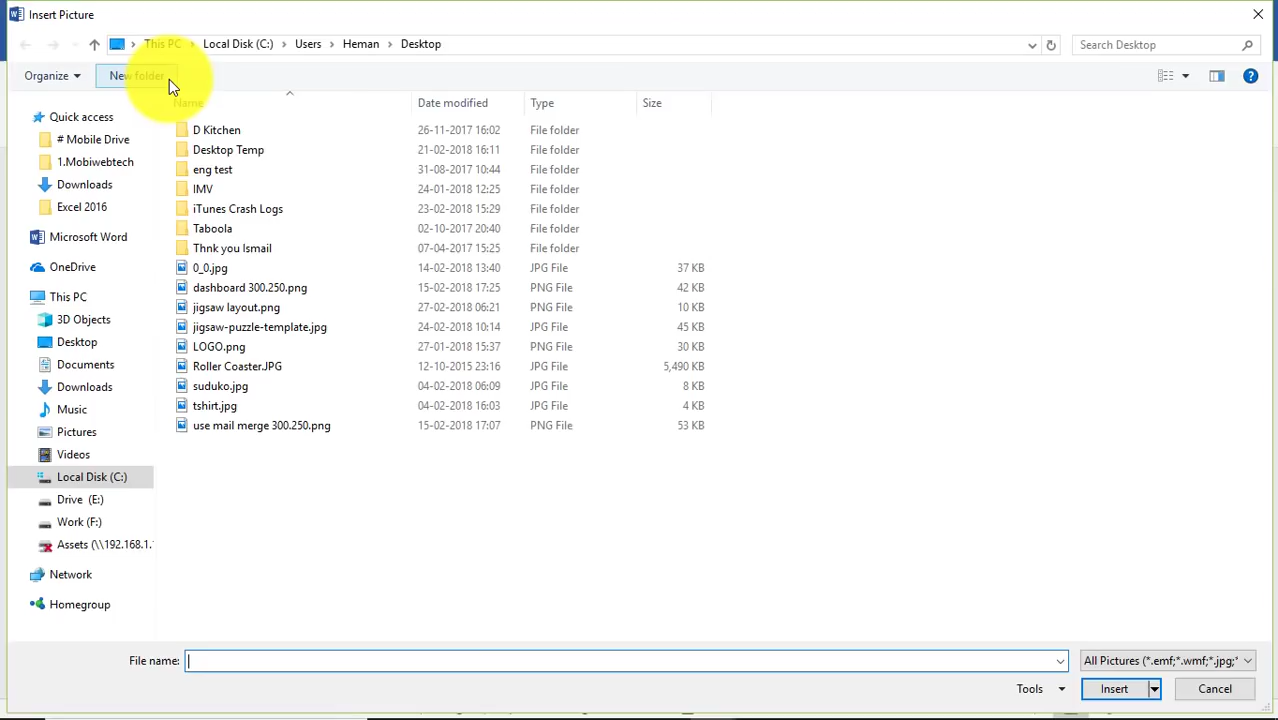 Insert Picture
This PC > Local Disk (C:) > Users > Heman > Desktop
Search Desktop
Organize
New folder
Name
Date modified
Type
Size
D Kitchen 26-11-2017 16:02 File folder
Desktop Temp 21-02-2018 16:11 File folder
eng test 31-08-2017 10:44 File folder
IMV 24-01-2018 12:25 File folder
iTunes Crash Logs 23-02-2018 15:29 File folder
Taboola 02-10-2017 20:40 File folder
Thnk you Ismail 07-04-2017 15:25 File folder
0_0.jpg 14-02-2018 13:40 JPG File 37 KB
dashboard 300.250.png 15-02-2018 17:25 PNG File 42 KB
jigsaw layout.png 27-02-2018 06:21 PNG File 10 KB
jigsaw-puzzle-template.jpg 24-02-2018 10:14 JPG File 45 KB
LOGO.png 27-01-2018 15:37 PNG File 30 KB
Roller Coaster.JPG 12-10-2015 23:16 JPG File 5,490 KB
suduko.jpg 04-02-2018 06:09 JPG File 8 KB
tshirt.jpg 04-02-2018 16:03 JPG File 4 KB
use mail merge 300.250.png 15-02-2018 17:07 PNG File 53 KB
Quick access
# Mobile Drive
1.Mobiwebtech
Downloads
Excel 2016
Microsoft Word
OneDrive
This PC
3D Objects
Desktop
Documents
Downloads
Music
Pictures
Videos
Local Disk (C:)
Drive (E:)
Work (F:)
Assets (\\192.168.1.
Network
Homegroup
File name:
All Pictures (*.emf;*.wmf;*.jpg;*
Tools
Insert
Cancel